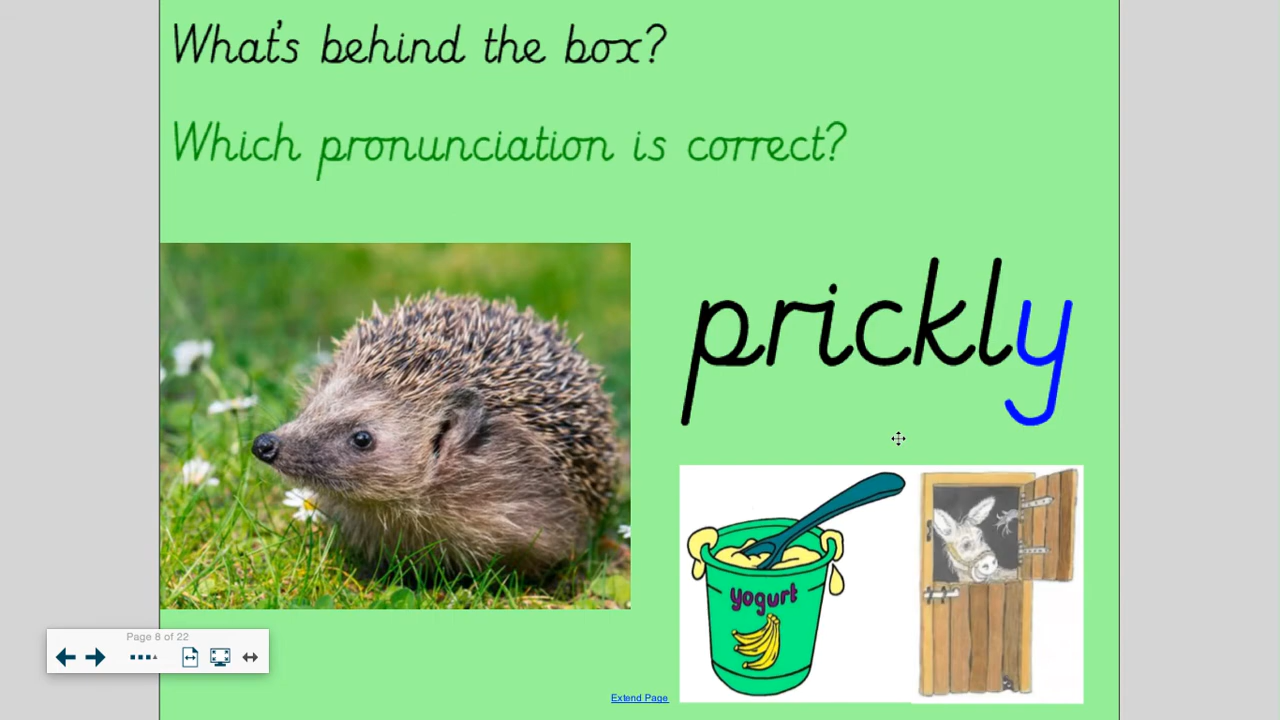 What's behind the box?
Which pronunciation is correct?
prickly
yogurt
Page 8 of 22
Extend Page